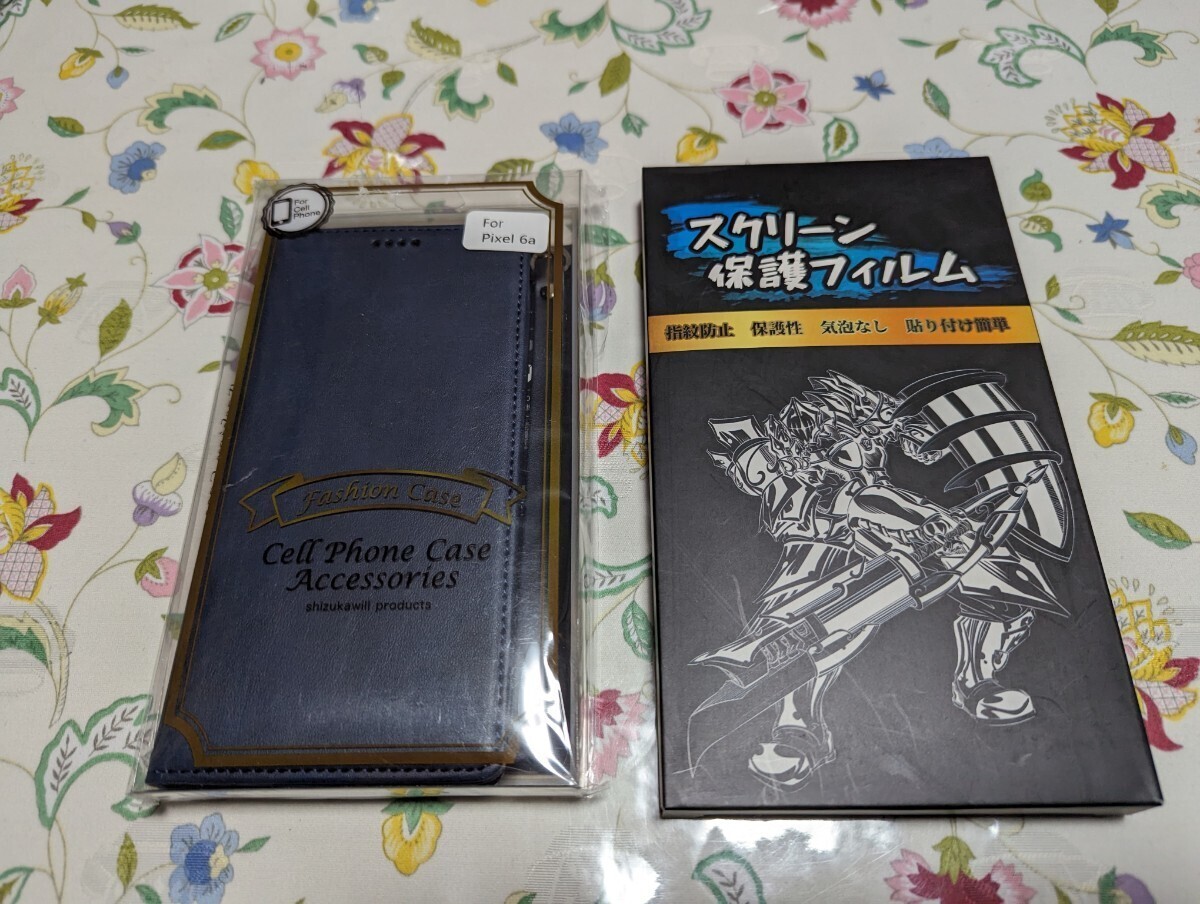 For
Cell
Phone
For
Pixel 6a
Fashion Case
Cell Phone Case
Accessories
shizukawill products
スクリーン
保護フィルム
指紋防止 保護性 気泡なし 貼り付け簡単